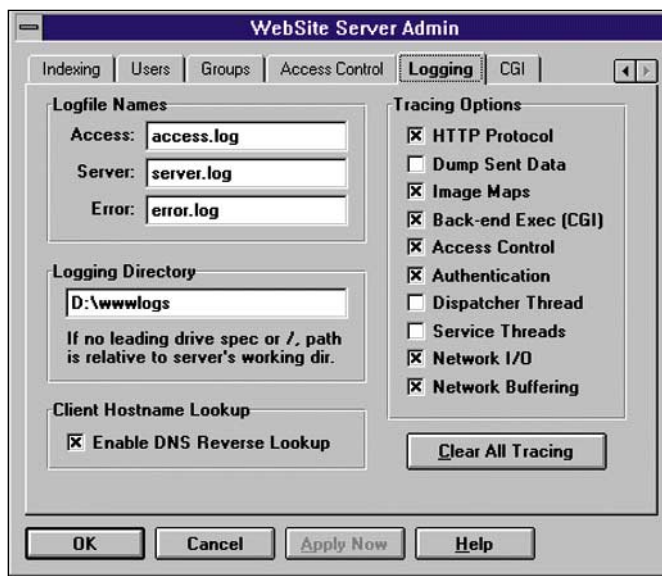 WebSite Server Admin
Indexing Users Groups Access Control Logging CGI
Logfile Names
Access: access.log
Server: server.log
Error: error.log
Logging Directory
D:\wwwlogs
If no leading drive spec or /, path
is relative to server's working dir.
Client Hostname Lookup
Enable DNS Reverse Lookup
Tracing Options
HTTP Protocol
Dump Sent Data
Image Maps
Back-end Exec (CGI)
Access Control
Authentication
Dispatcher Thread
Service Threads
Network I/O
Network Buffering
Clear All Tracing
OK Cancel Apply Now Help